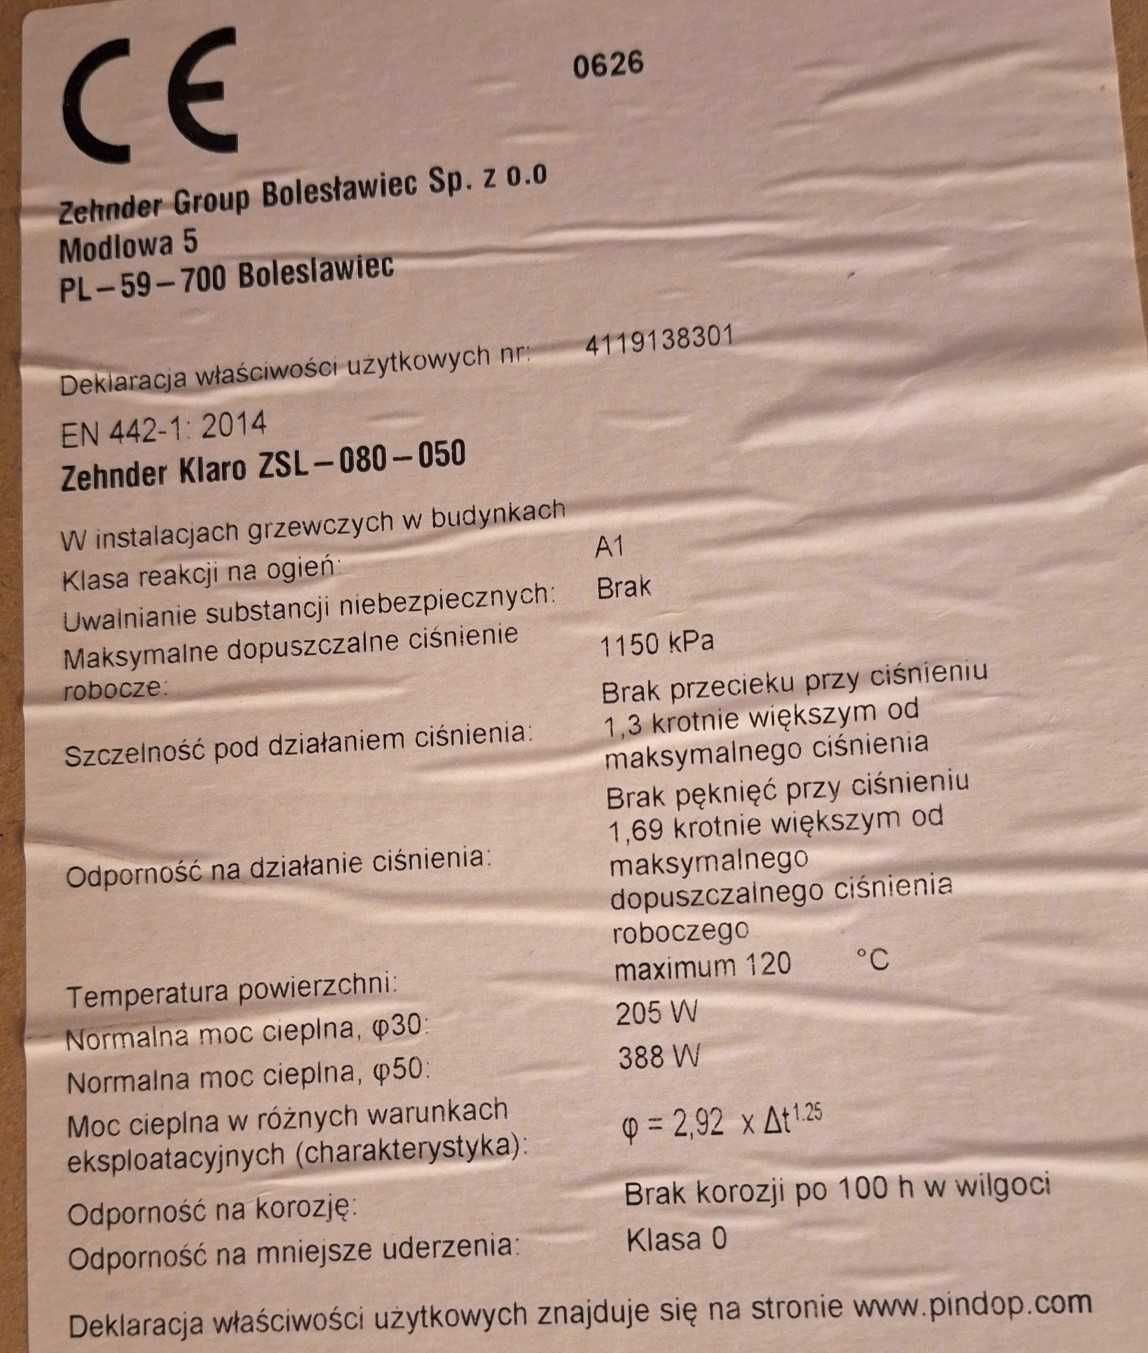 CE
0626
Zehnder Group Bolesławiec Sp. z o.o
Modlowa 5
PL-59-700 Boleslawiec
Deklaracja właściwości użytkowych nr: 4119138301
EN 442-1: 2014
Zehnder Klaro ZSL-080-050
W instalacjach grzewczych w budynkach
Klasa reakcji na ogień: A1
Uwalnianie substancji niebezpiecznych: Brak
Maksymalne dopuszczalne ciśnienie
robocze: 1150 kPa
Szczelność pod działaniem ciśnienia: Brak przecieku przy ciśnieniu
1,3 krotnie większym od
maksymalnego ciśnienia
Odporność na działanie ciśnienia: Brak pęknięć przy ciśnieniu
1,69 krotnie większym od
maksymalnego
dopuszczalnego ciśnienia
roboczego
Temperatura powierzchni: maximum 120 °C
Normalna moc cieplna, φ30: 205 W
Normalna moc cieplna, φ50: 388 W
Moc cieplna w różnych warunkach
eksploatacyjnych (charakterystyka): φ = 2,92 x Δt^1.25
Odporność na korozję: Brak korozji po 100 h w wilgoci
Odporność na mniejsze uderzenia: Klasa 0
Deklaracja właściwości użytkowych znajduje się na stronie www.pindop.com